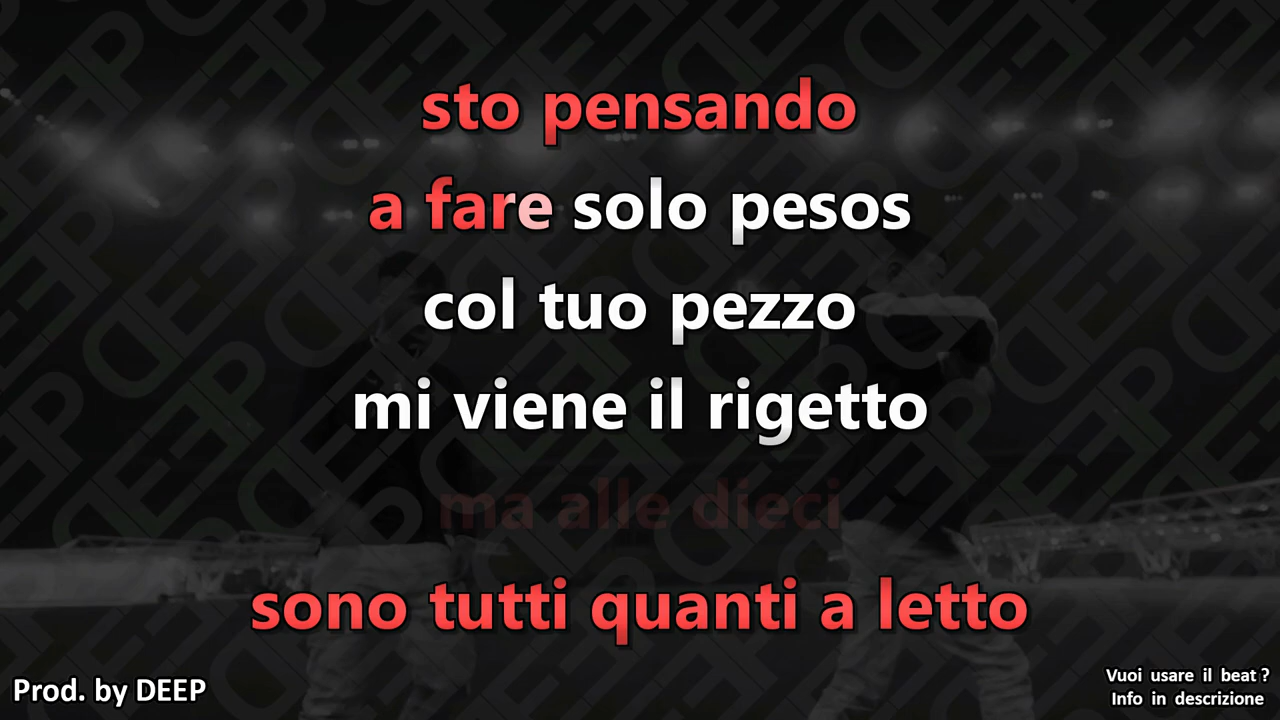 sto pensando
a fare solo pesos
col tuo pezzo
mi viene il rigetto
ma alle dieci
sono tutti quanti a letto
Prod. by DEEP
Vuoi usare il beat ?
Info in descrizione